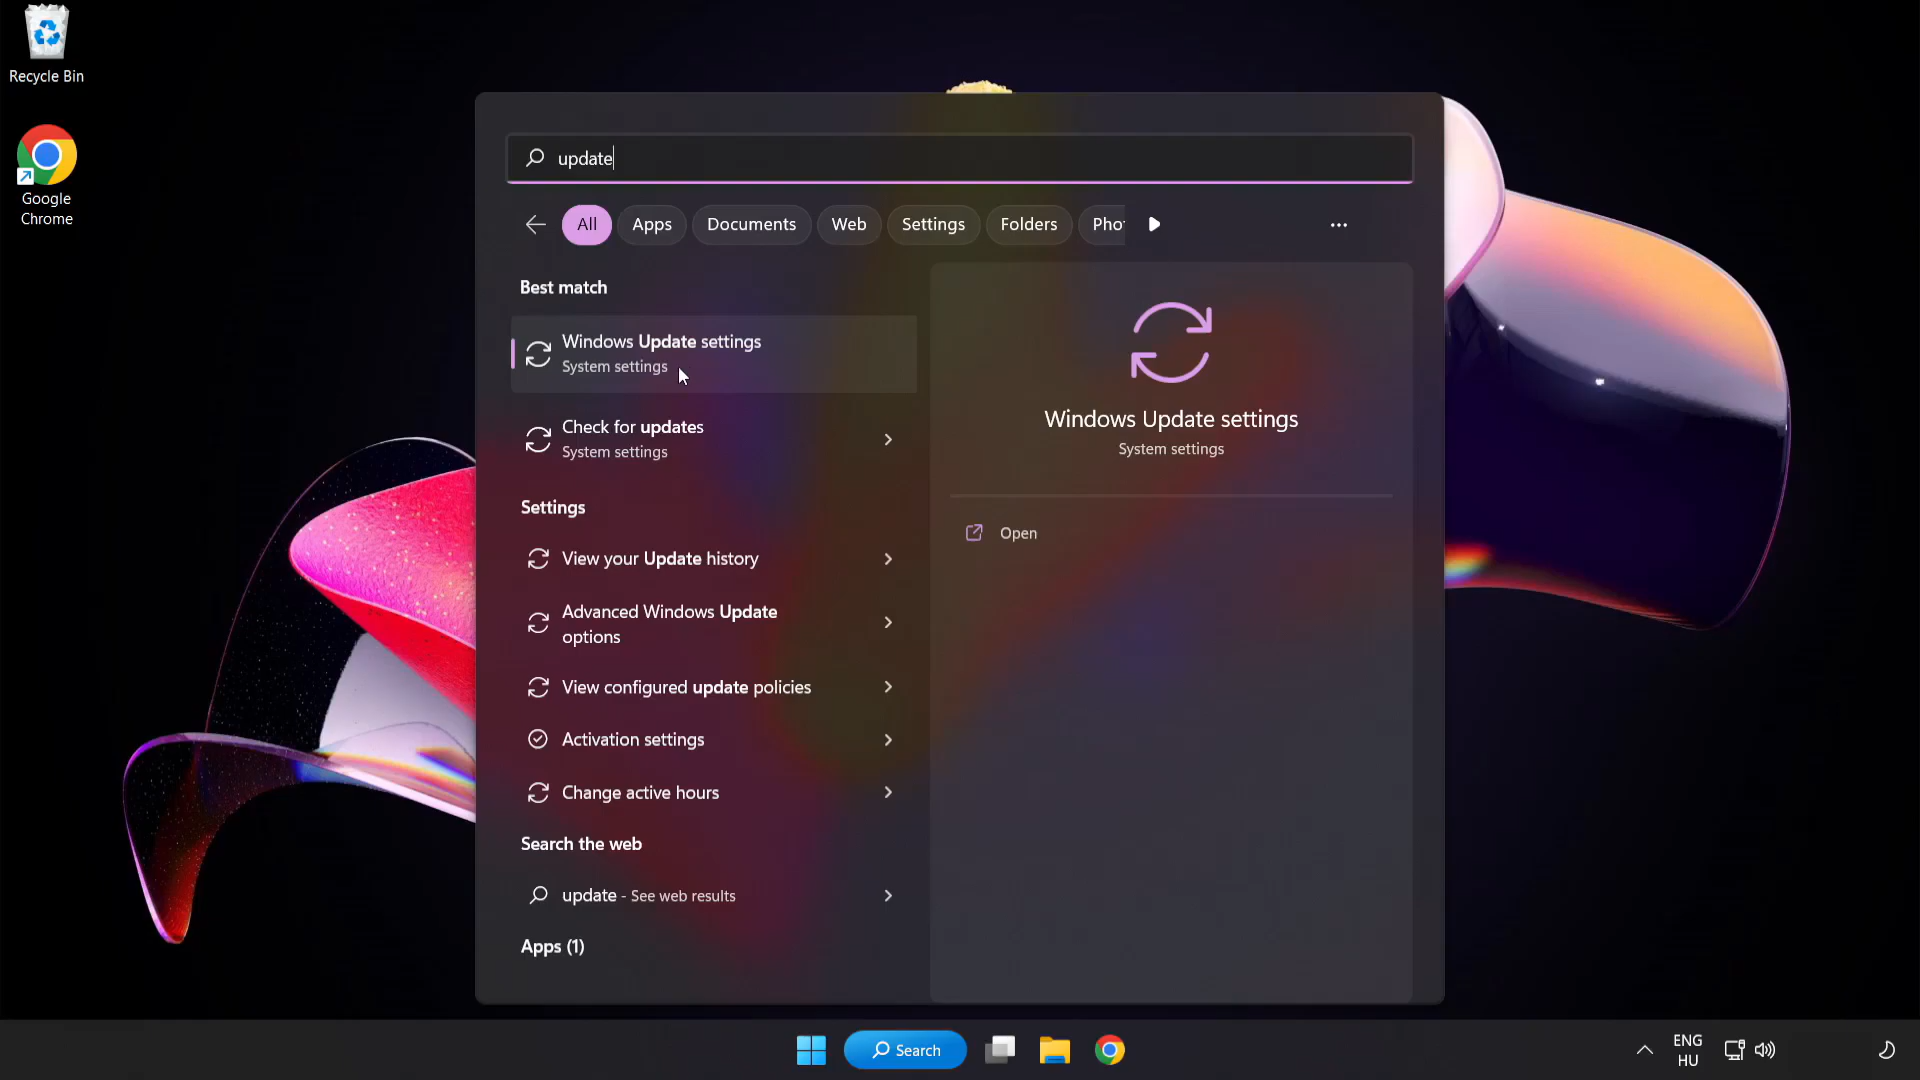 Recycle Bin
Google
Chrome
update
All
Apps
Documents
Web
Settings
Folders
Pho
Best match
Windows Update settings
System settings
Check for updates
System settings
Settings
View your Update history
Advanced Windows Update
options
View configured update policies
Activation settings
Change active hours
Search the web
update - See web results
Apps (1)
Windows Update settings
System settings
Open
Search
ENG
HU